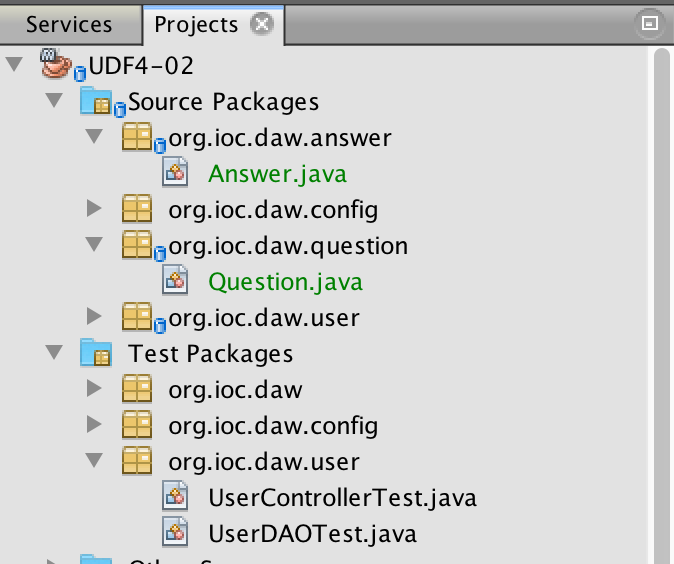 Services Projects
UDF4-02
Source Packages
org.ioc.daw.answer
Answer.java
org.ioc.daw.config
org.ioc.daw.question
Question.java
org.ioc.daw.user
Test Packages
org.ioc.daw
org.ioc.daw.config
org.ioc.daw.user
UserControllerTest.java
UserDAOTest.java